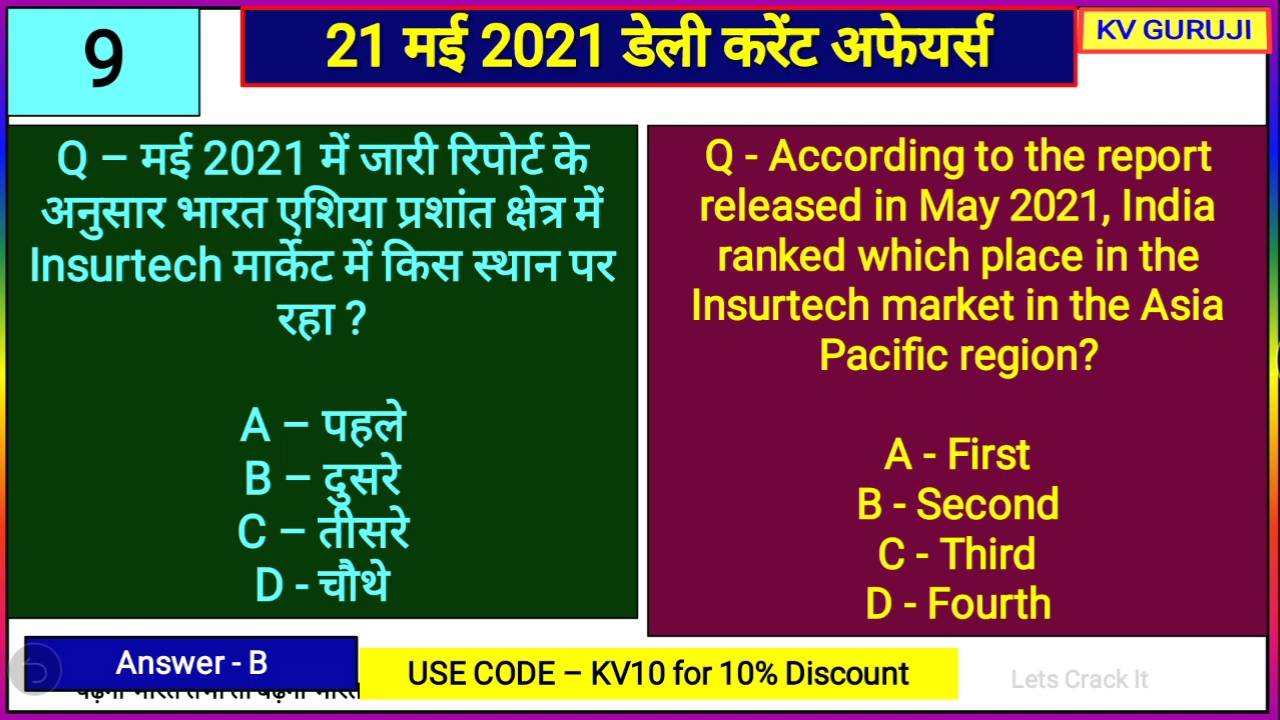 9
21 मई 2021 डेली करेंट अफेयर्स
KV GURUJI
Q – मई 2021 में जारी रिपोर्ट के
अनुसार भारत एशिया प्रशांत क्षेत्र में
Insurtech मार्केट में किस स्थान पर
रहा ?
A – पहले
B – दुसरे
C – तीसरे
D - चौथे
Q - According to the report
released in May 2021, India
ranked which place in the
Insurtech market in the Asia
Pacific region?
A - First
B - Second
C - Third
D - Fourth
Answer - B
USE CODE – KV10 for 10% Discount
Lets Crack It